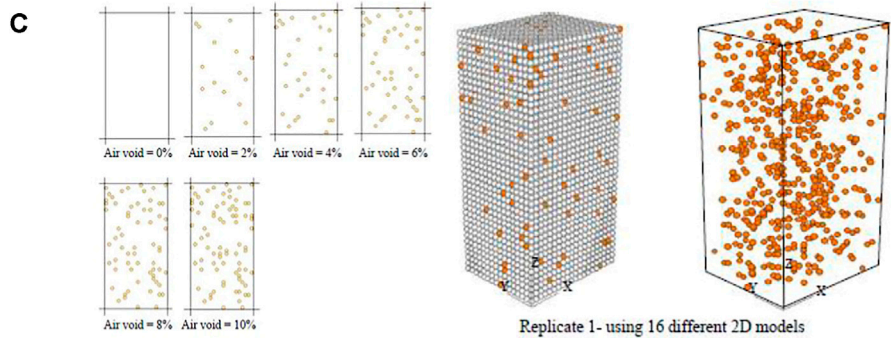 C
Air void = 0%
Air void = 2%
Air void = 4%
Air void = 6%
Air void = 8%
Air void = 10%
Z
Y
X
Z
Y
X
Replicate 1- using 16 different 2D models